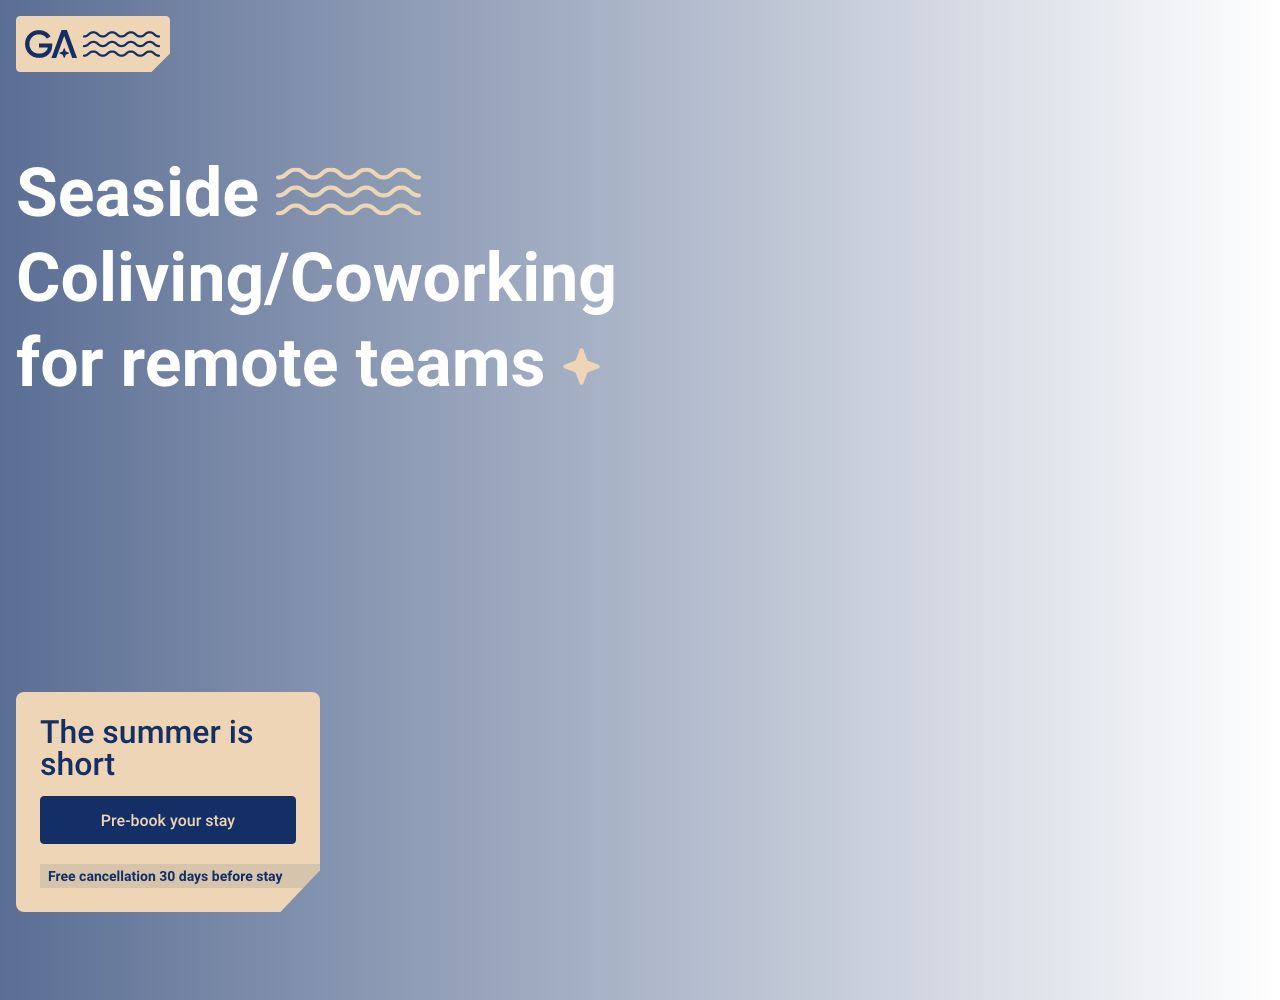 GA
Seaside
Coliving/Coworking
for remote teams
The summer is
short
Pre-book your stay
Free cancellation 30 days before stay